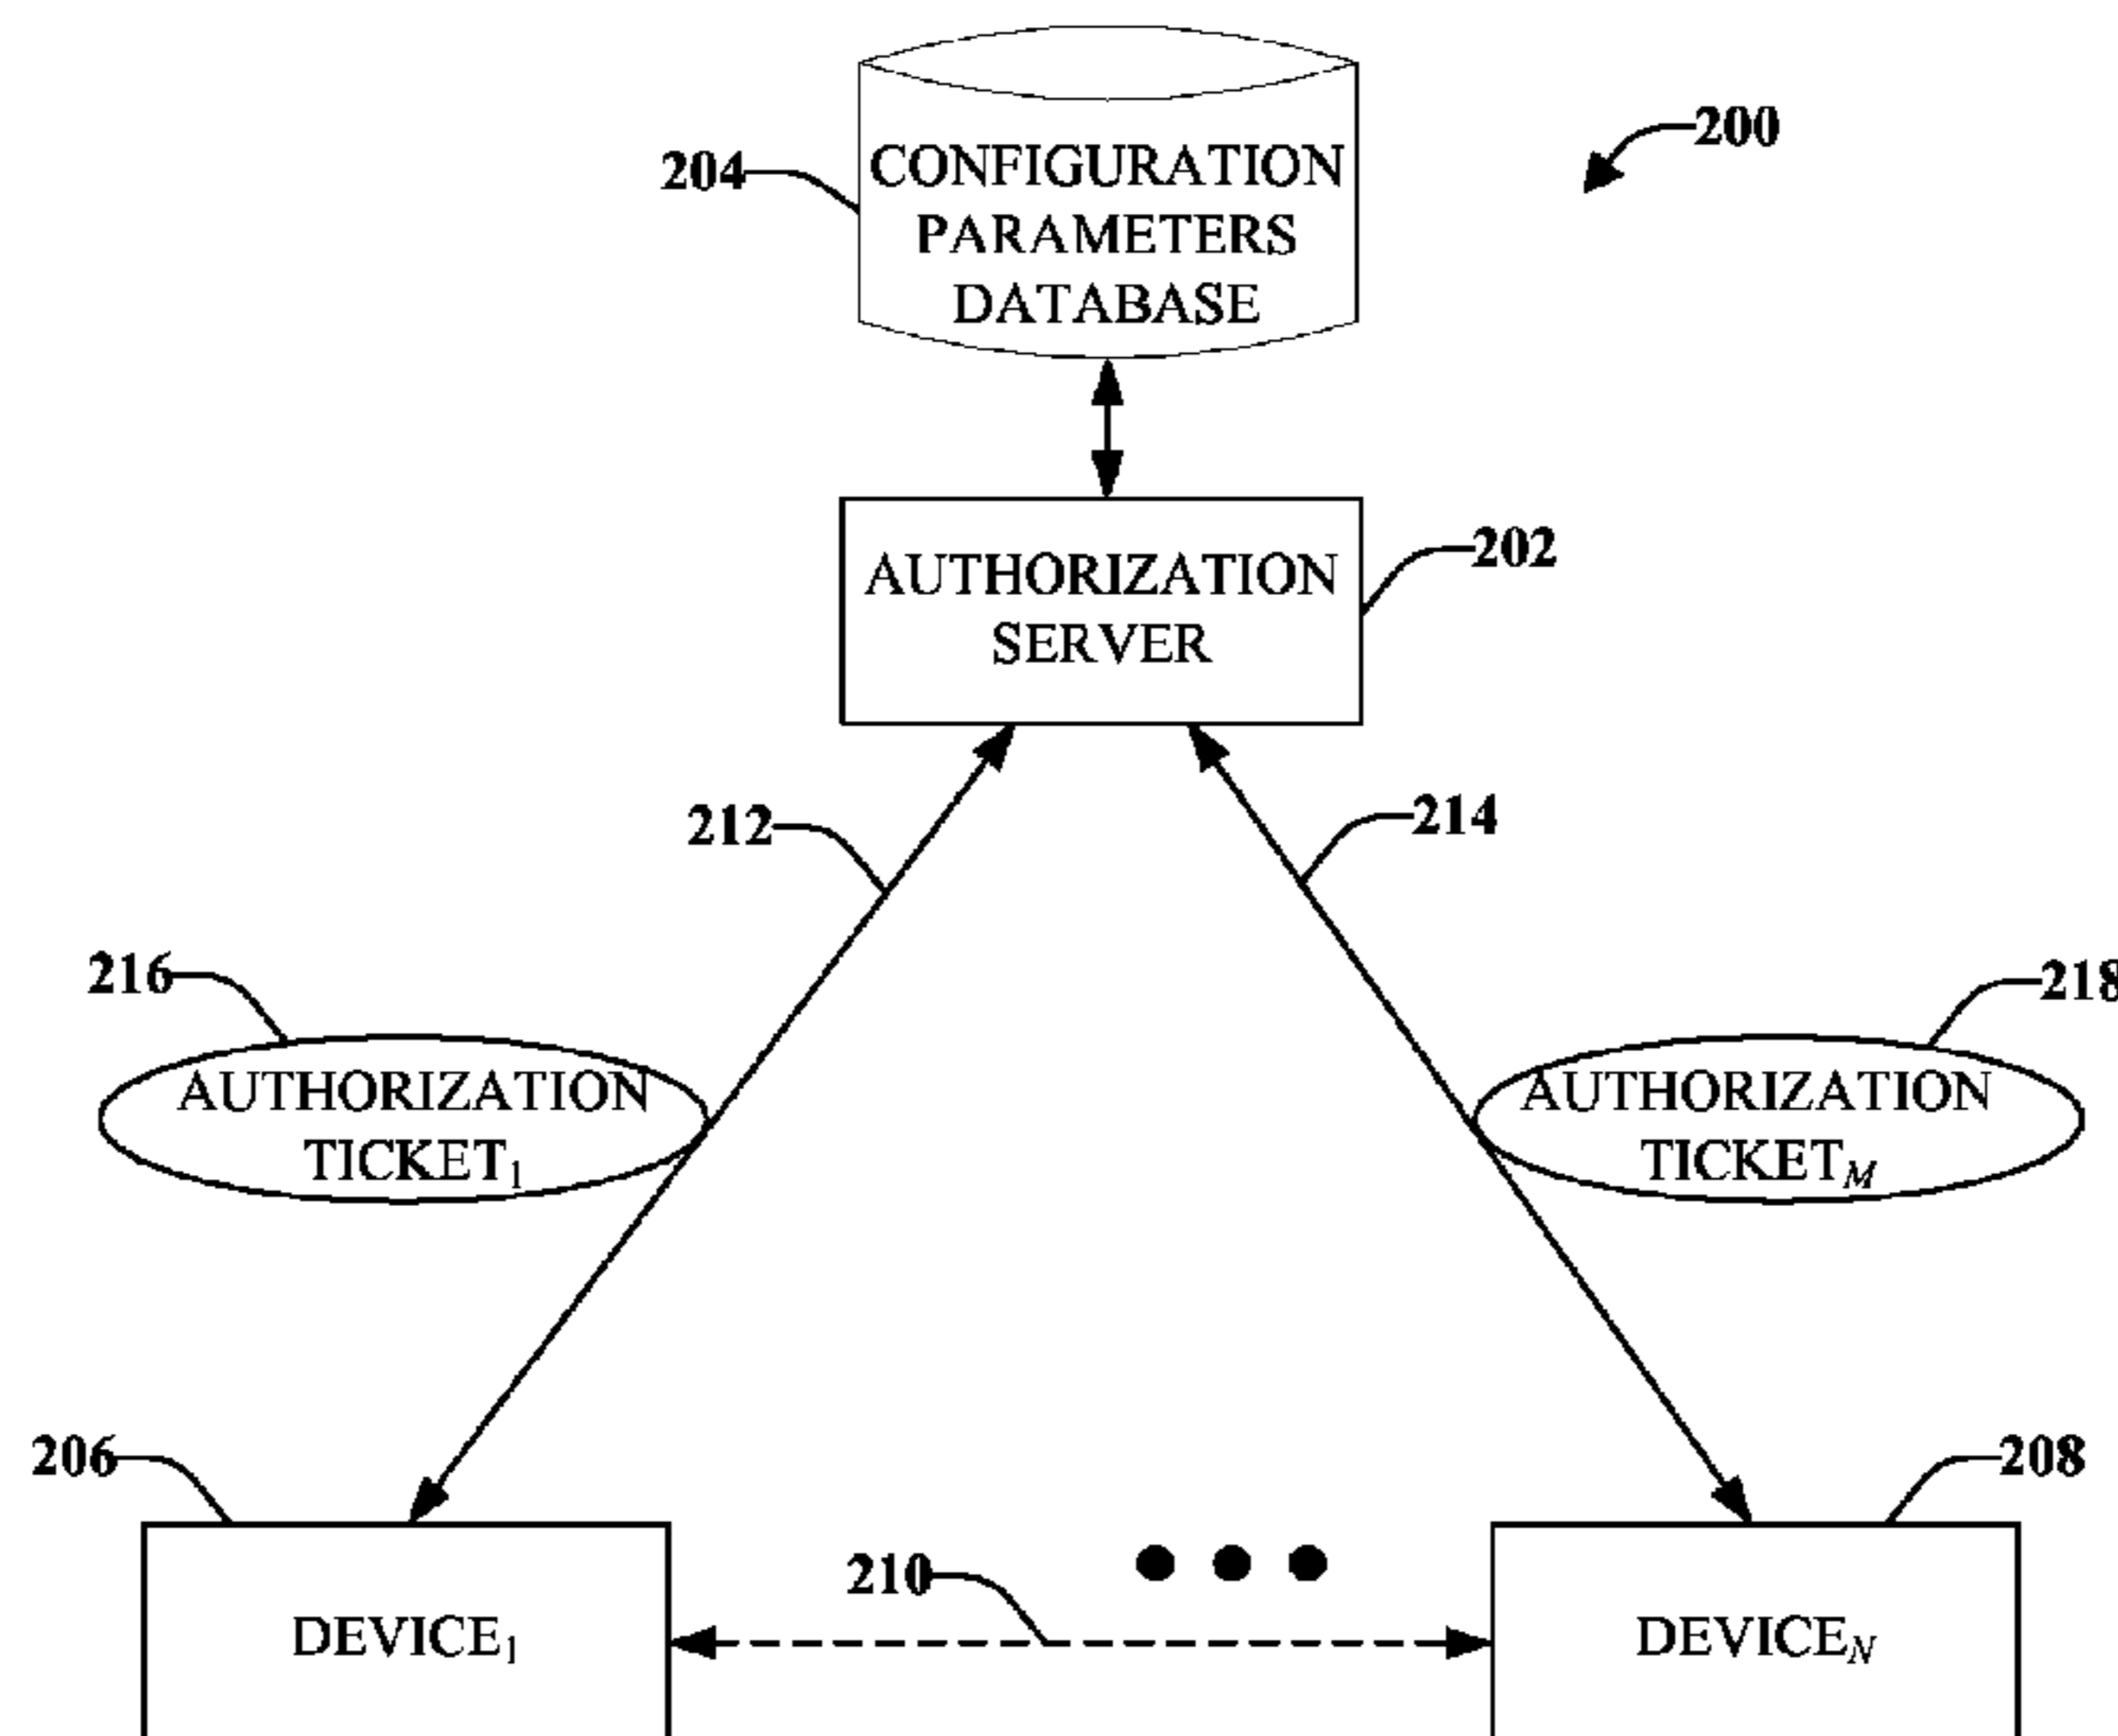 200
204
CONFIGURATION
PARAMETERS
DATABASE
202
AUTHORIZATION
SERVER
212
214
216
218
AUTHORIZATION
TICKET1
AUTHORIZATION
TICKETM
206
208
210
DEVICE1
DEVICEN